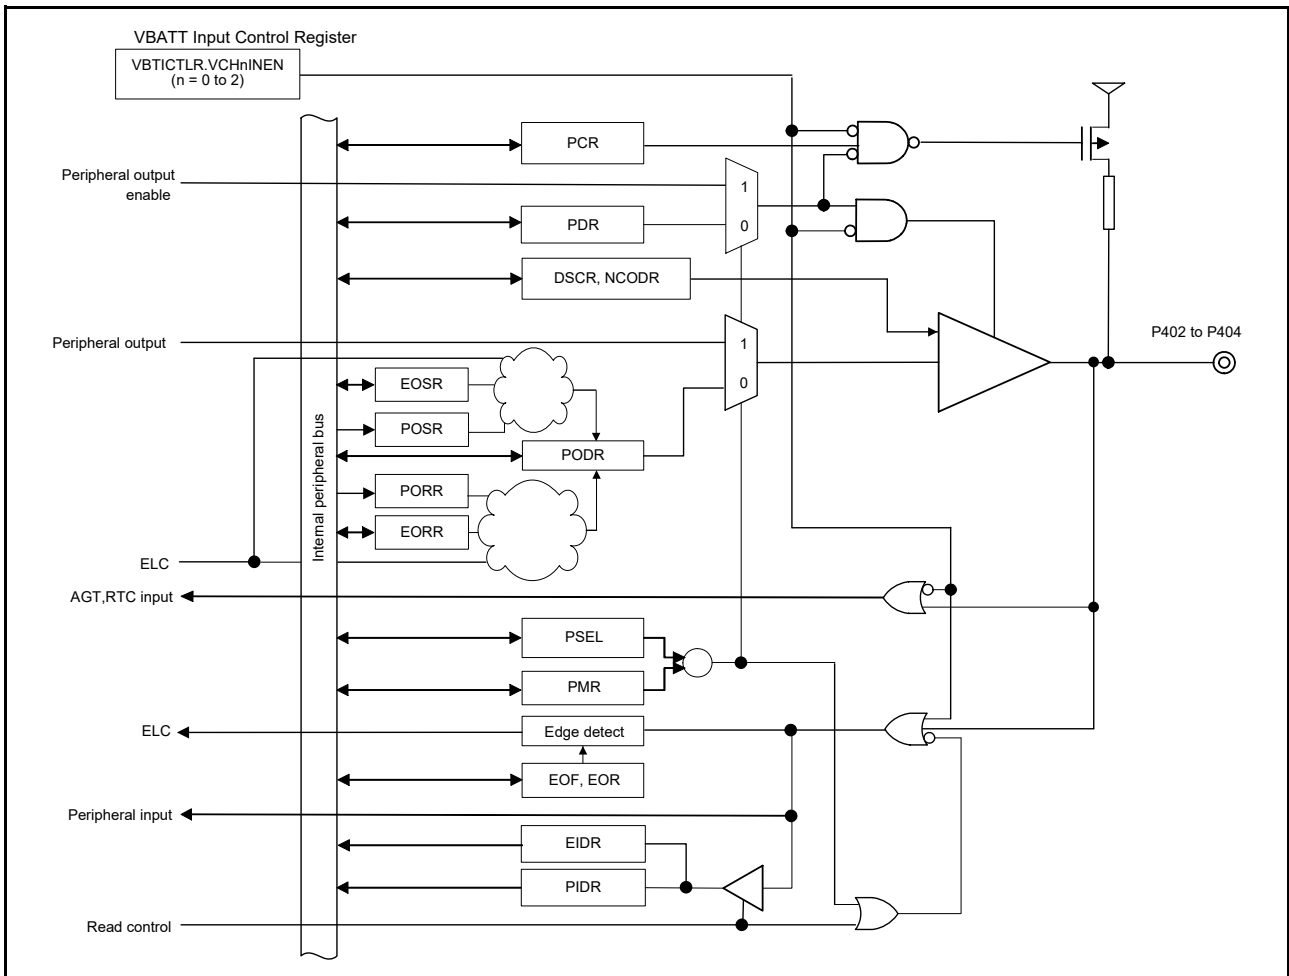 VBATT Input Control Register
VBTICTLR.VCHnINEN
(n = 0 to 2)
PCR
Peripheral output
enable
1
PDR
0
DSCR, NCODR
Peripheral output
1
P402 to P404
EOSR
0
POSR
Internal peripheral bus
PODR
PORR
EORR
ELC
AGT,RTC input
PSEL
PMR
ELC
Edge detect
EOF, EOR
Peripheral input
EIDR
PIDR
Read control